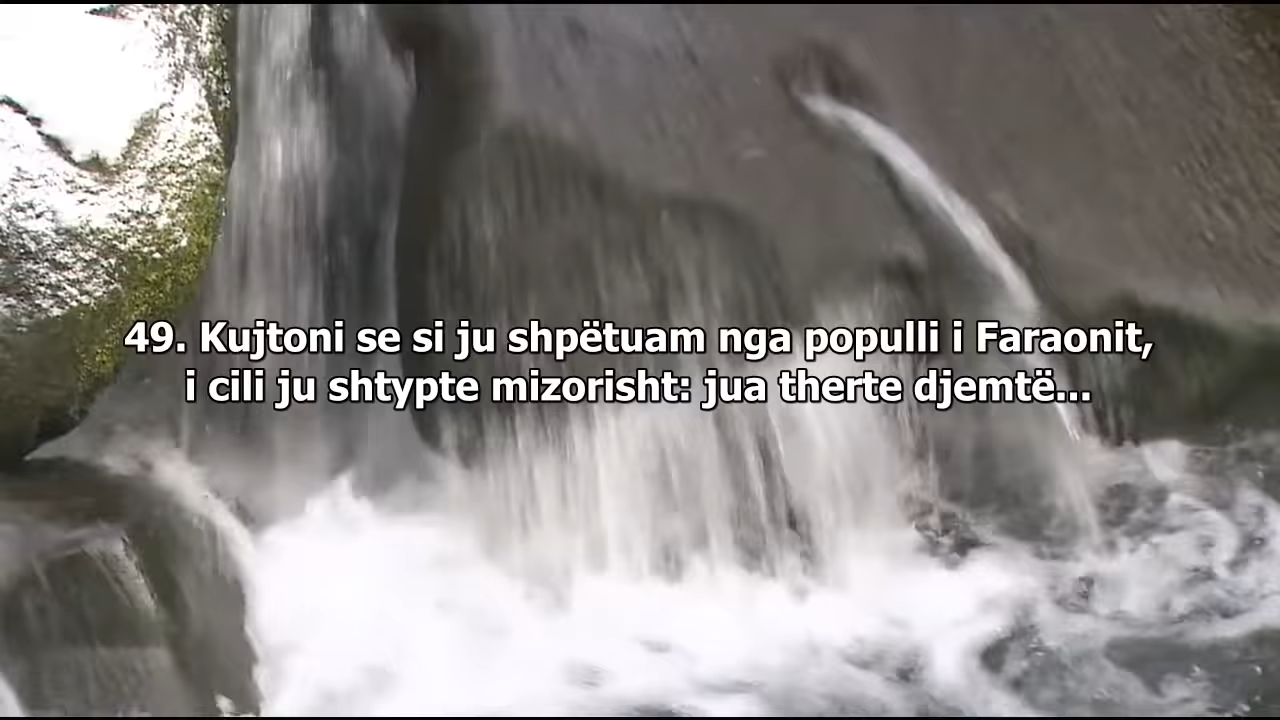 49. Kujtoni se si ju shpëtuam nga populli i Faraonit,
i cili ju shtypte mizorisht: jua therte djemtë...